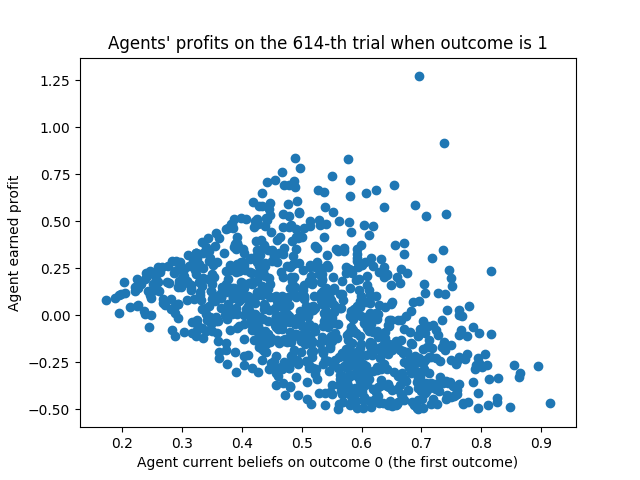 Agents' profits on the 614-th trial when outcome is 1
Agent earned profit
1.25
1.00
0.75
0.50
0.25
0.00
−0.25
−0.50
0.2 0.3 0.4 0.5 0.6 0.7 0.8 0.9
Agent current beliefs on outcome 0 (the first outcome)